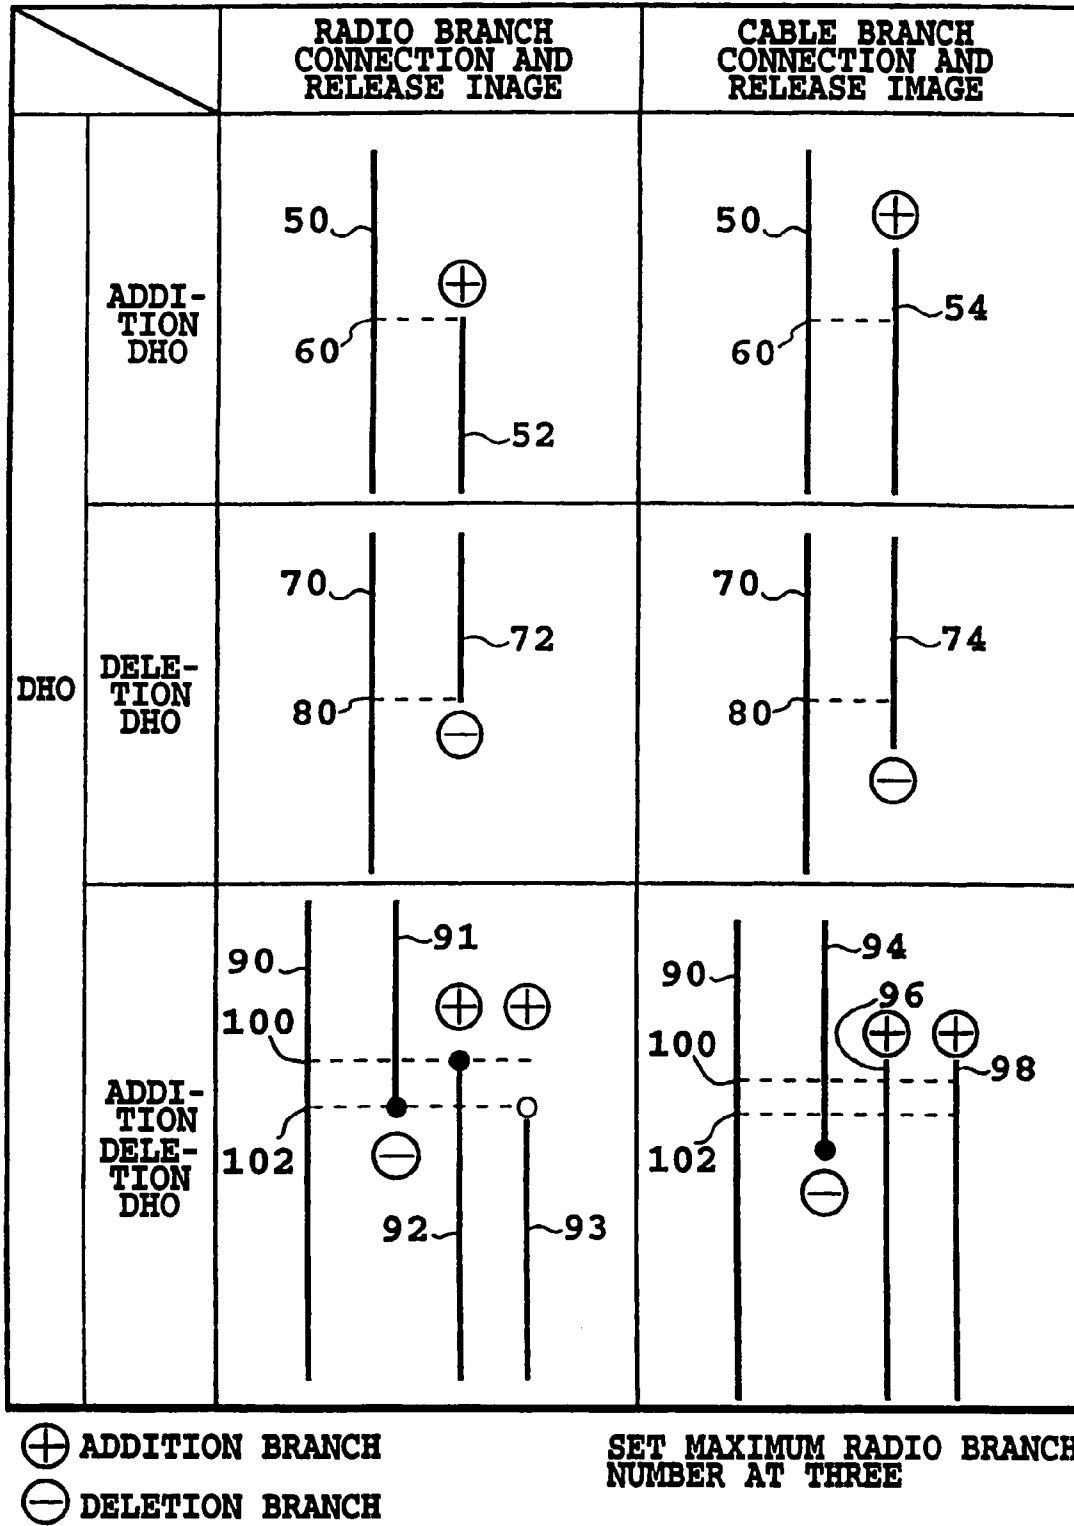 RADIO BRANCH
CONNECTION AND
RELEASE INAGE
CABLE BRANCH
CONNECTION AND
RELEASE IMAGE
DHO
ADDI-
TION
DHO
50
60
52
50
60
54
DELE-
TION
DHO
70
72
80
70
74
80
ADDI-
TION
DELE-
TION
DHO
90
91
100
102
92
93
90
94
96
100
98
102
ADDITION BRANCH
DELETION BRANCH
SET MAXIMUM RADIO BRANCH
NUMBER AT THREE